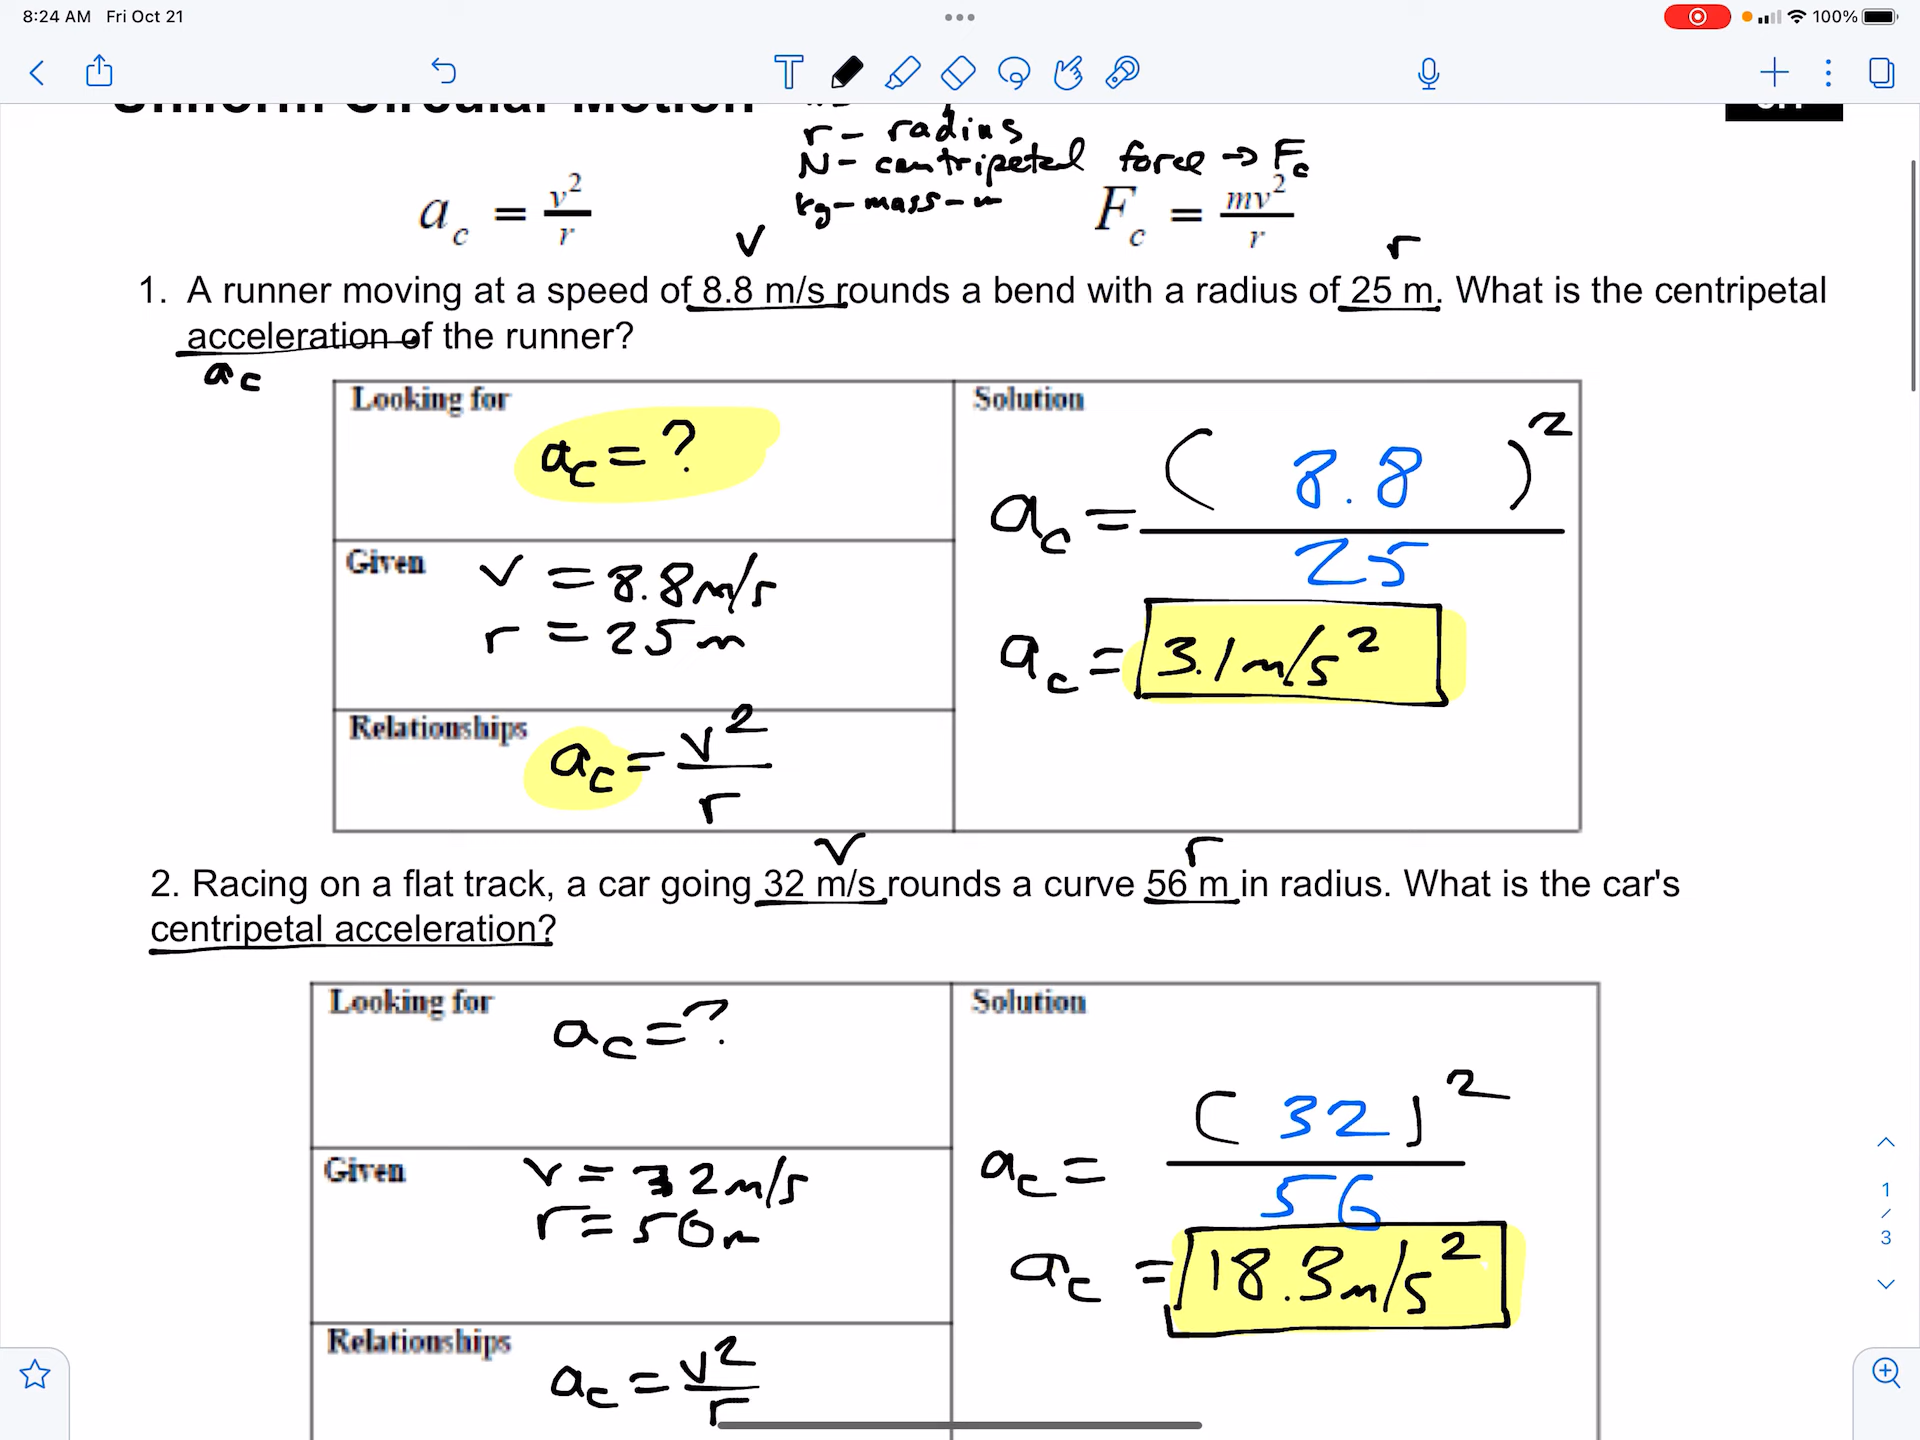 8:24 AM Fri Oct 21
100%
Uniform Circular Motion
r - radius
N - centripetal force → Fc
kg - mass - m
a_c = v²/r
F_c = mv²/r
v
r
1. A runner moving at a speed of 8.8 m/s rounds a bend with a radius of 25 m. What is the centripetal
acceleration of the runner?
ac
Looking for
ac = ?
Given
v = 8.8 m/s
r = 25 m
Relationships
ac = v²/r
Solution
ac = (8.8)²/25
ac = 3.1 m/s²
v
r
2. Racing on a flat track, a car going 32 m/s rounds a curve 56 m in radius. What is the car's
centripetal acceleration?
Looking for
ac = ?
Given
v = 32 m/s
r = 56 m
Relationships
ac = v²/r
Solution
ac = (32)²/56
ac = 18.3 m/s²
1
/
3